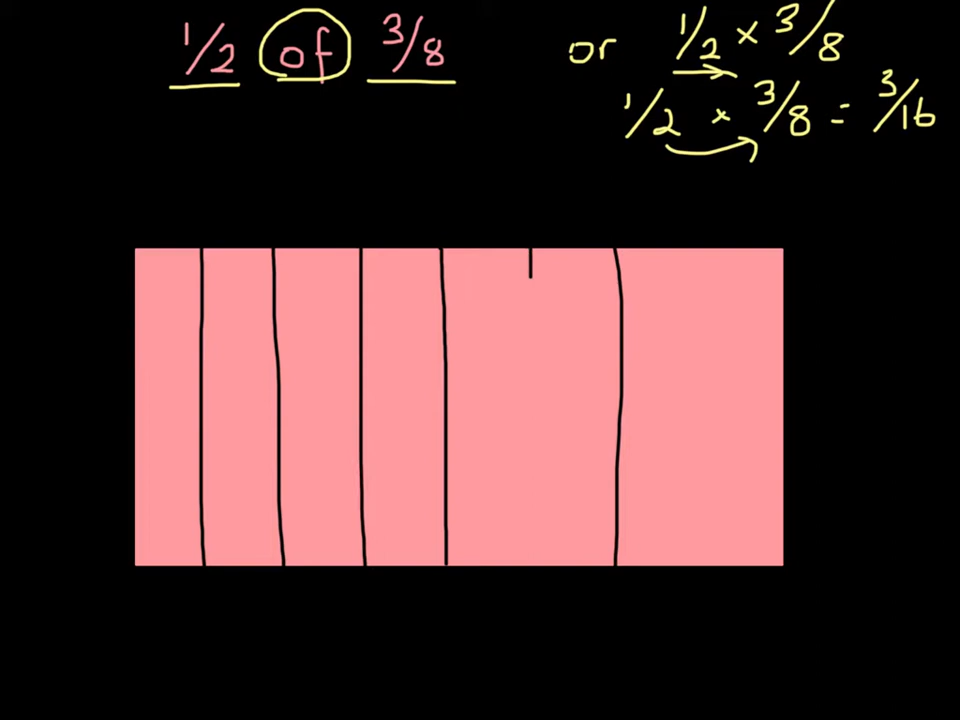 1/2 of 3/8 or 1/2 × 3/8
1/2 × 3/8 = 3/16